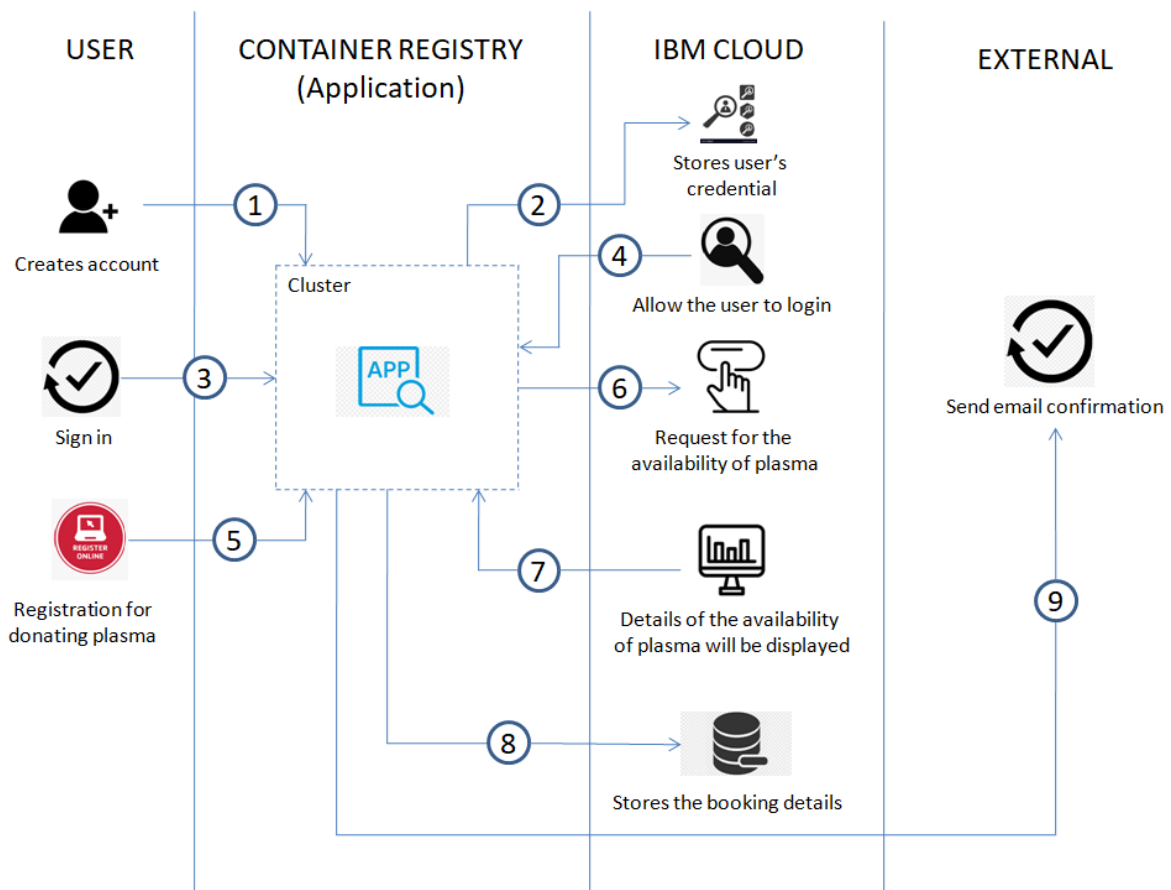 USER
CONTAINER REGISTRY
(Application)
IBM CLOUD
EXTERNAL
Stores user's
credential
1
2
Creates account
4
Cluster
Allow the user to login
APP
3
6
Sign in
Send email confirmation
Request for the
availability of plasma
REGISTER
ONLINE
5
7
Registration for
donating plasma
Details of the availability
of plasma will be displayed
9
8
Stores the booking details